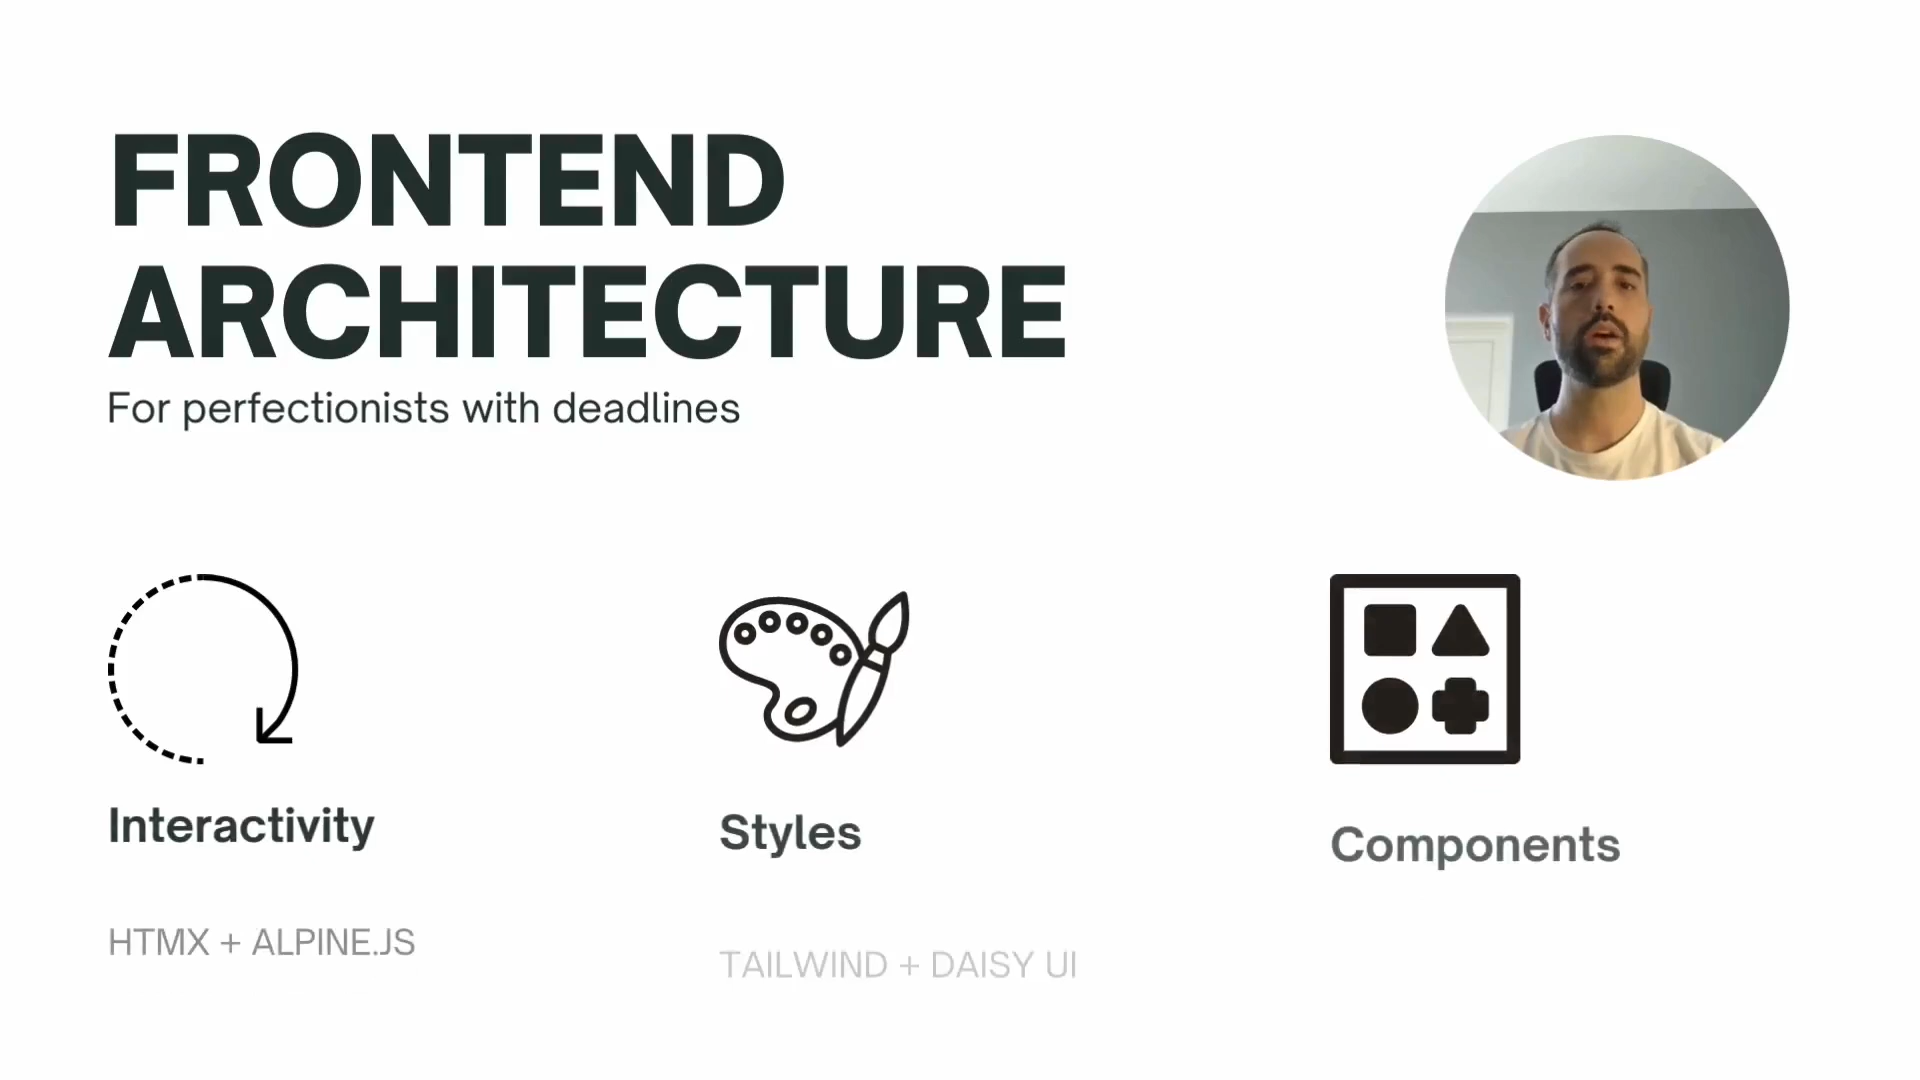 FRONTEND
ARCHITECTURE
For perfectionists with deadlines
Interactivity
Styles
Components
HTMX + ALPINE.JS
TAILWIND + DAISY UI